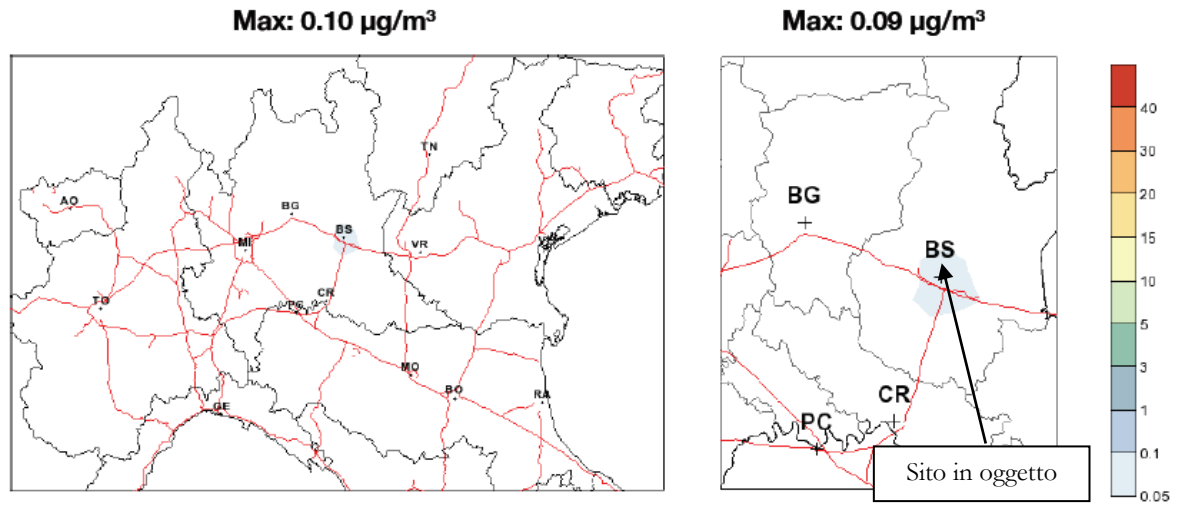 Max: 0.10 µg/m³
Max: 0.09 µg/m³
TN
AO
BG
BS
MI
VR
TO
PC
CR
MO
BO
RA
GE
BG
BS
CR
PC
Sito in oggetto
40
30
20
15
10
5
3
1
0.1
0.05